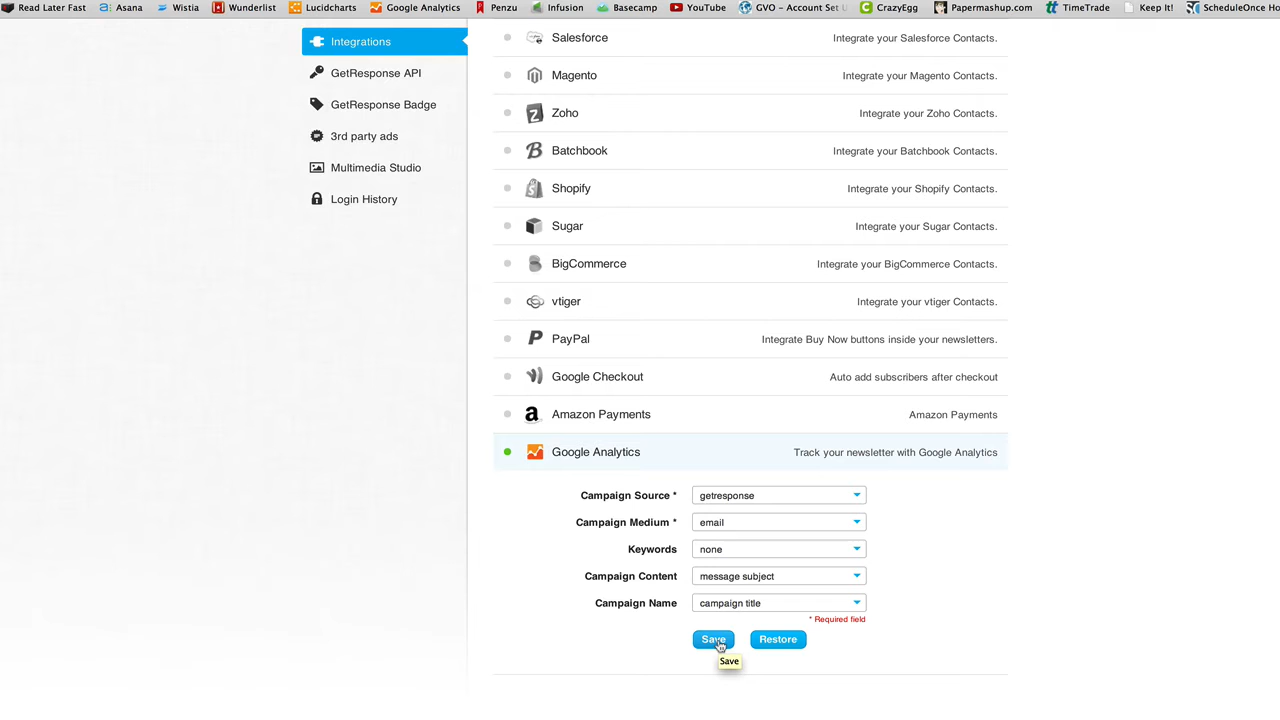 Read Later Fast Asana Wistia Wunderlist Lucidcharts Google Analytics Penzu Infusion Basecamp YouTube GVO - Account Set U CrazyEgg Papermashup.com TimeTrade Keep It! ScheduleOnce Ho
Integrations
GetResponse API
GetResponse Badge
3rd party ads
Multimedia Studio
Login History
Salesforce Integrate your Salesforce Contacts.
Magento Integrate your Magento Contacts.
Zoho Integrate your Zoho Contacts.
Batchbook Integrate your Batchbook Contacts.
Shopify Integrate your Shopify Contacts.
Sugar Integrate your Sugar Contacts.
BigCommerce Integrate your BigCommerce Contacts.
vtiger Integrate your vtiger Contacts.
PayPal Integrate Buy Now buttons inside your newsletters.
Google Checkout Auto add subscribers after checkout
Amazon Payments Amazon Payments
Google Analytics Track your newsletter with Google Analytics
Campaign Source * getresponse
Campaign Medium * email
Keywords none
Campaign Content message subject
Campaign Name campaign title
* Required field
Save Restore
Save